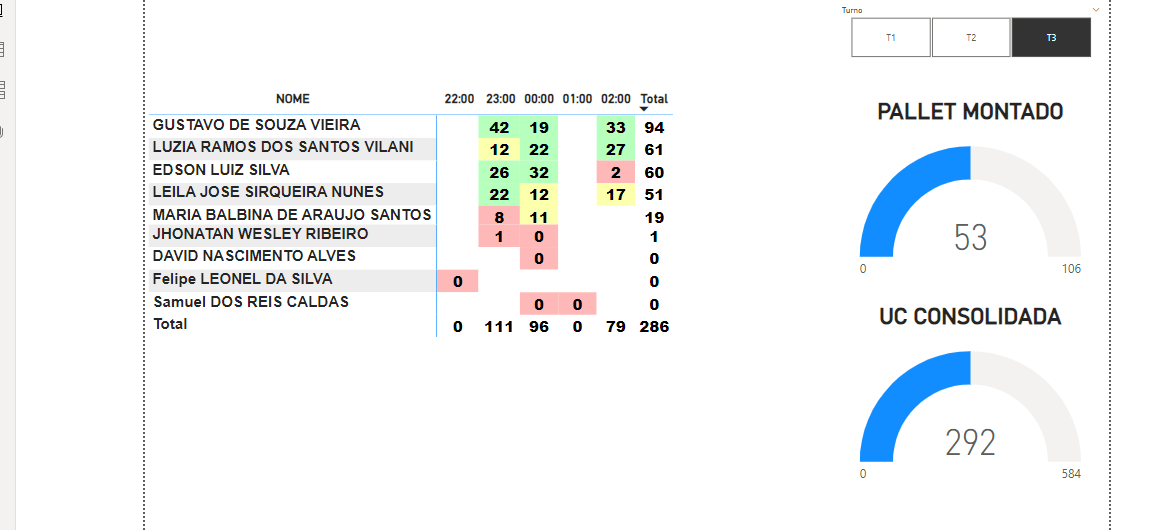 Turno
T1 T2 T3
NOME 22:00 23:00 00:00 01:00 02:00 Total
GUSTAVO DE SOUZA VIEIRA 42 19 33 94
LUZIA RAMOS DOS SANTOS VILANI 12 22 27 61
EDSON LUIZ SILVA 26 32 2 60
LEILA JOSE SIRQUEIRA NUNES 22 12 17 51
MARIA BALBINA DE ARAUJO SANTOS 8 11 19
JHONATAN WESLEY RIBEIRO 1 0 1
DAVID NASCIMENTO ALVES 0 0
Felipe LEONEL DA SILVA 0 0
Samuel DOS REIS CALDAS 0 0 0
Total 0 111 96 0 79 286
PALLET MONTADO
53
0 106
UC CONSOLIDADA
292
0 584